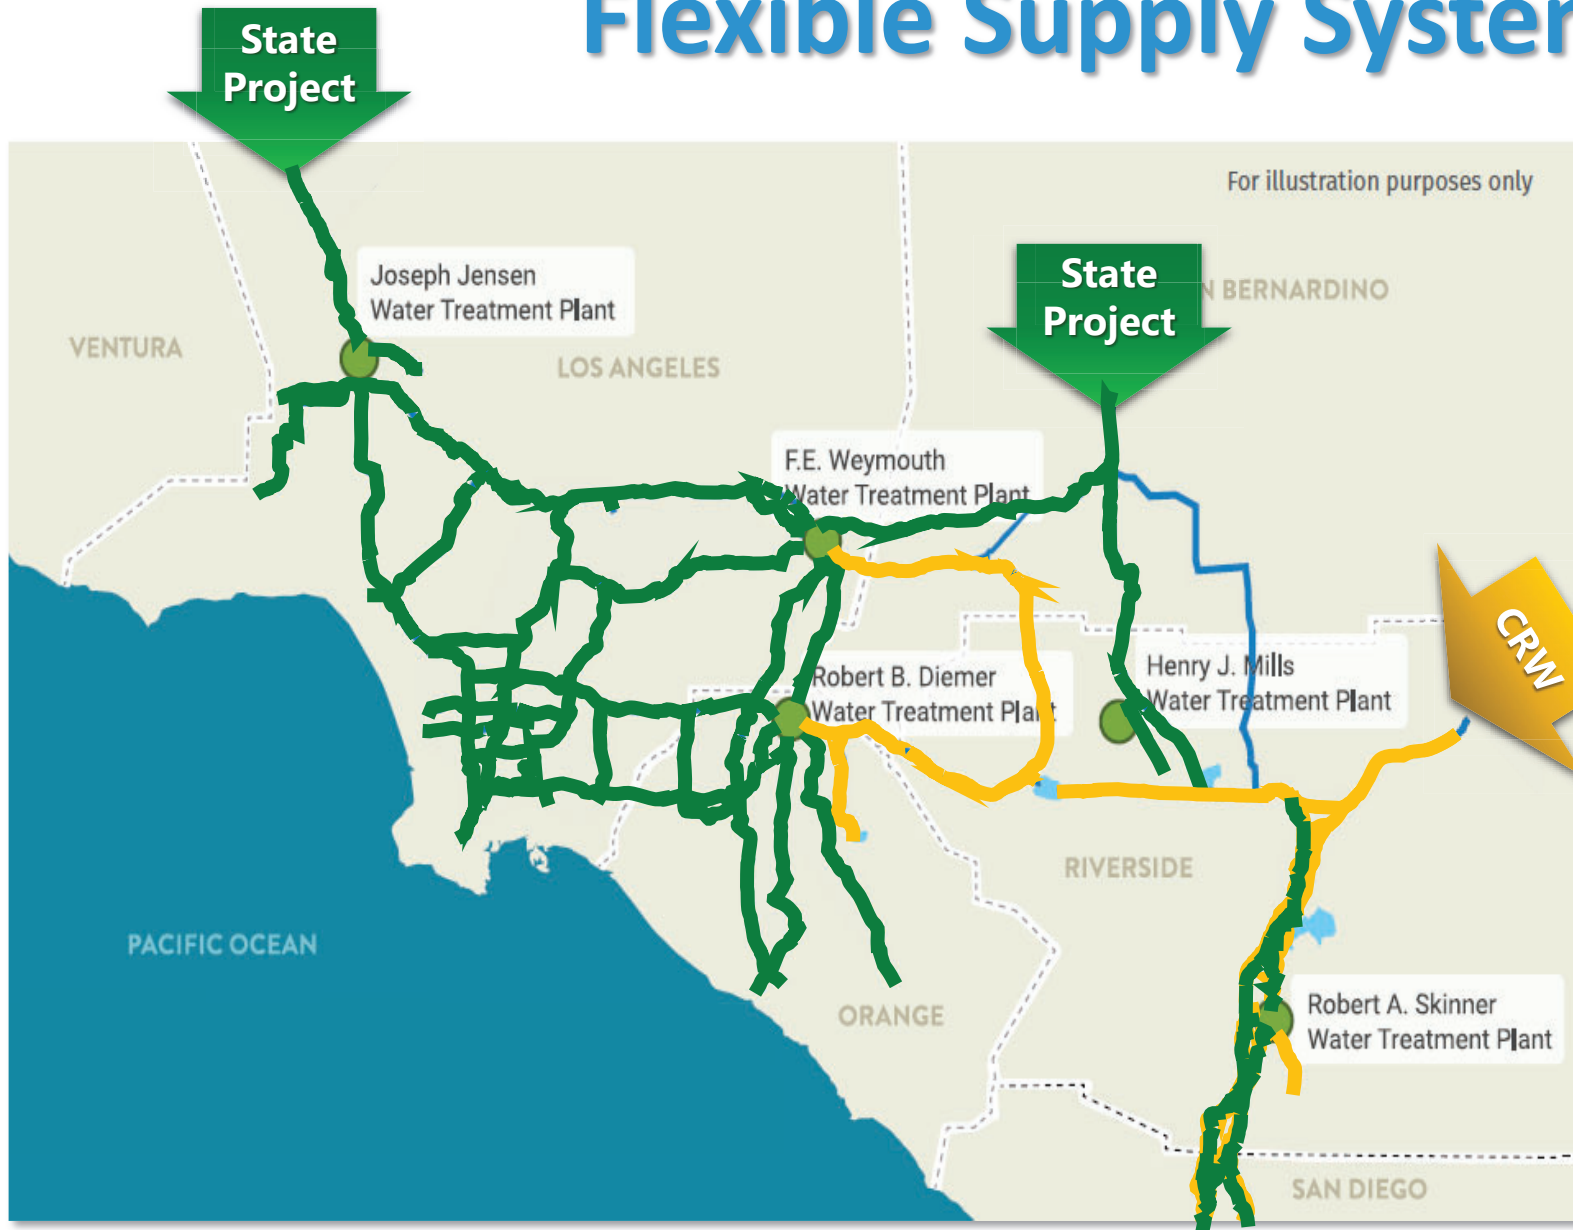 Flexible Supply System
State
Project
For illustration purposes only
Joseph Jensen
Water Treatment Plant
State
Project
N BERNARDINO
VENTURA
LOS ANGELES
F.E. Weymouth
Water Treatment Plant
CRW
Robert B. Diemer
Water Treatment Plant
Henry J. Mills
Water Treatment Plant
RIVERSIDE
PACIFIC OCEAN
ORANGE
Robert A. Skinner
Water Treatment Plant
SAN DIEGO